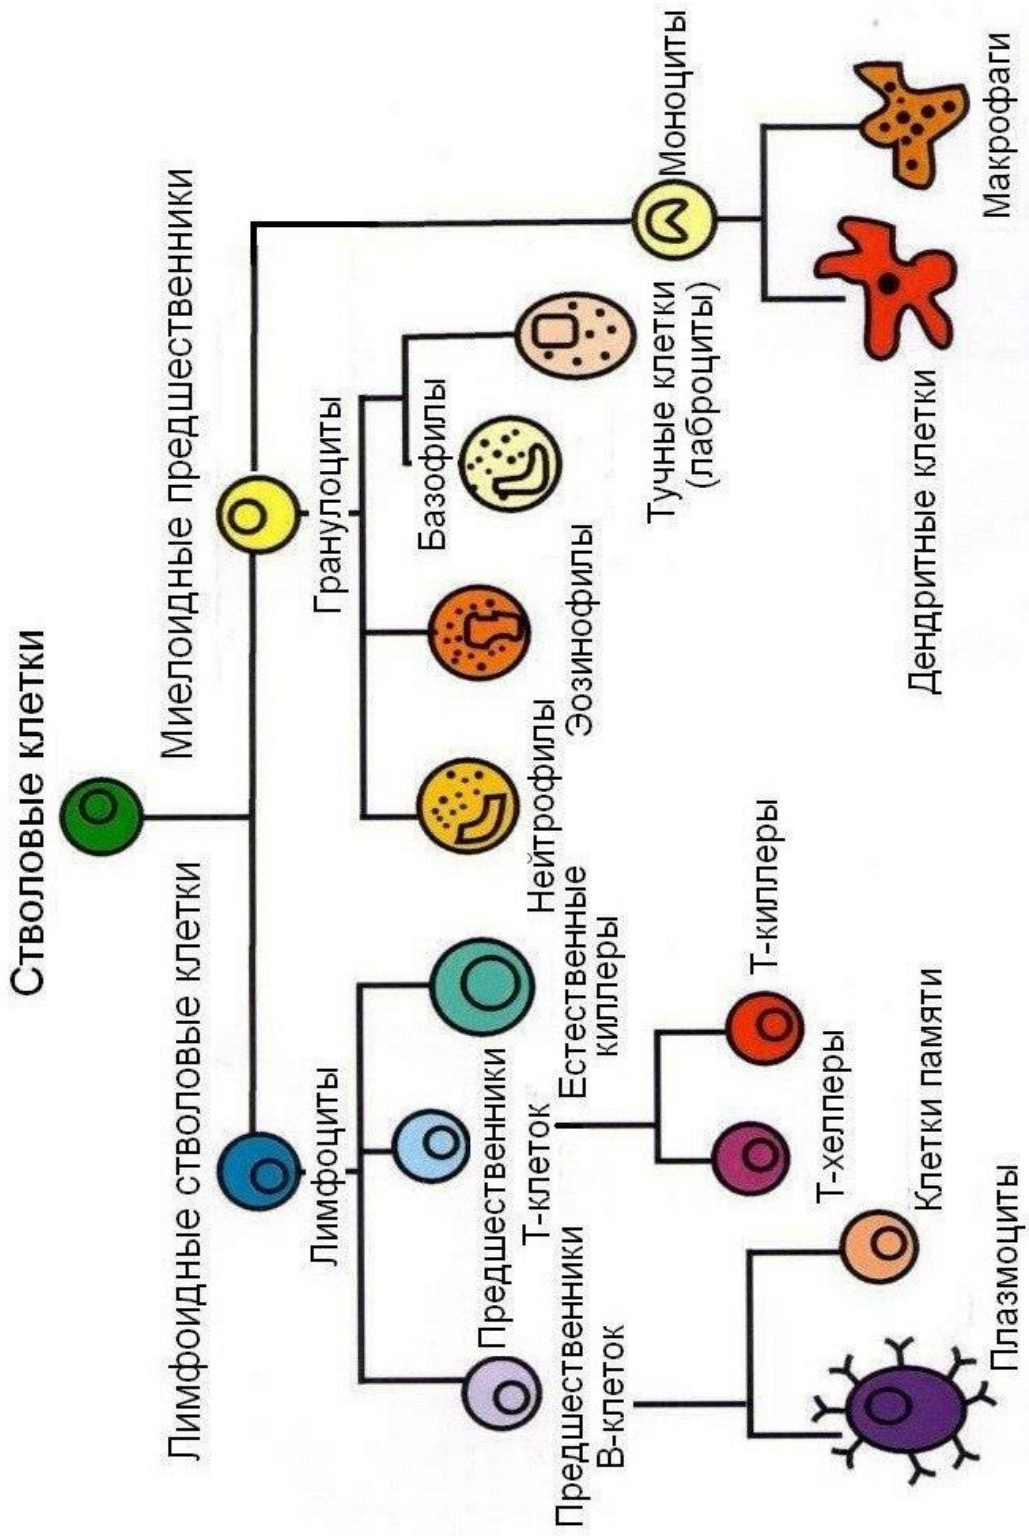 Стволовые клетки
Лимфоидные стволовые клетки
Миелоидные предшественники
Лимфоциты
Гранулоциты
Базофилы
Моноциты
Предшественники
Т-клеток
Естественные
киллеры
Нейтрофилы
Эозинофилы
Тучные клетки
(лаброциты)
Предшественники
В-клеток
Т-хелперы
Т-киллеры
Плазмоциты
Клетки памяти
Дендритные клетки
Макрофаги